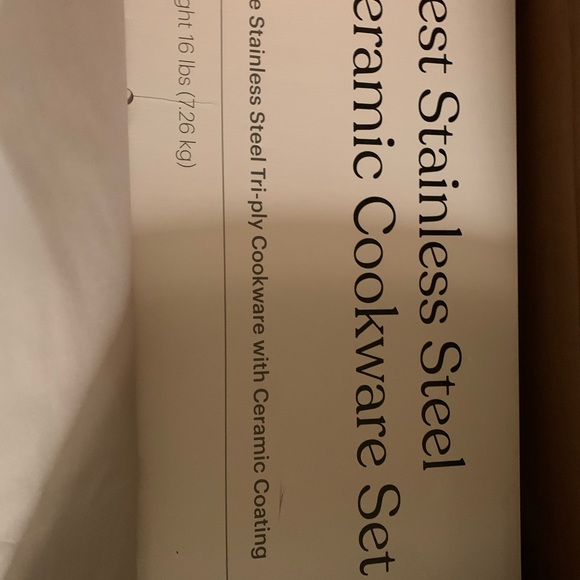 est Stainless Steel
eramic Cookware Set
e Stainless Steel Tri-ply Cookware with Ceramic Coating
ght 16 lbs (7.26 kg)